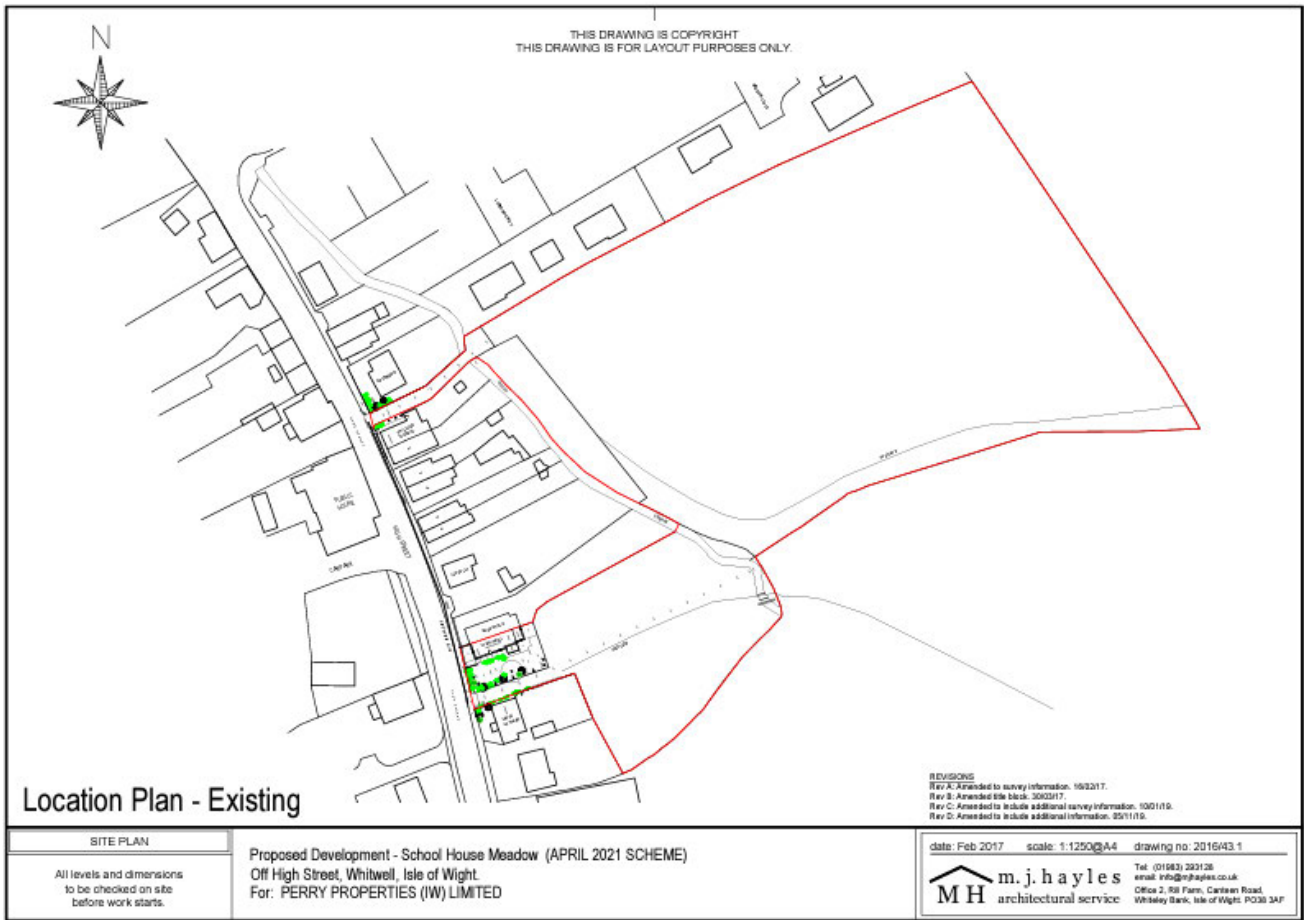 THIS DRAWING IS COPYRIGHT
THIS DRAWING IS FOR LAYOUT PURPOSES ONLY.
N
PUBLIC
HOUSE
HIGH STREET
Location Plan - Existing
REVISIONS
Rev A: Amended to survey information. 16/02/17.
Rev B: Amended title block. 30/03/17.
Rev C: Amended to include additional survey information. 10/01/19.
Rev D: Amended to include additional information. 05/11/19.
SITE PLAN
All levels and dimensions
to be checked on site
before work starts.
Proposed Development - School House Meadow (APRIL 2021 SCHEME)
Off High Street, Whitwell, Isle of Wight.
For: PERRY PROPERTIES (IW) LIMITED
date: Feb 2017 scale: 1:1250@A4 drawing no: 2016/43.1
MH
m.j.hayles
architectural service
Tel: (01983) 293128
email: info@mjhayles.co.uk
Office 2, Rill Farm, Canteen Road,
Whiteley Bank, Isle of Wight. PO38 3AF